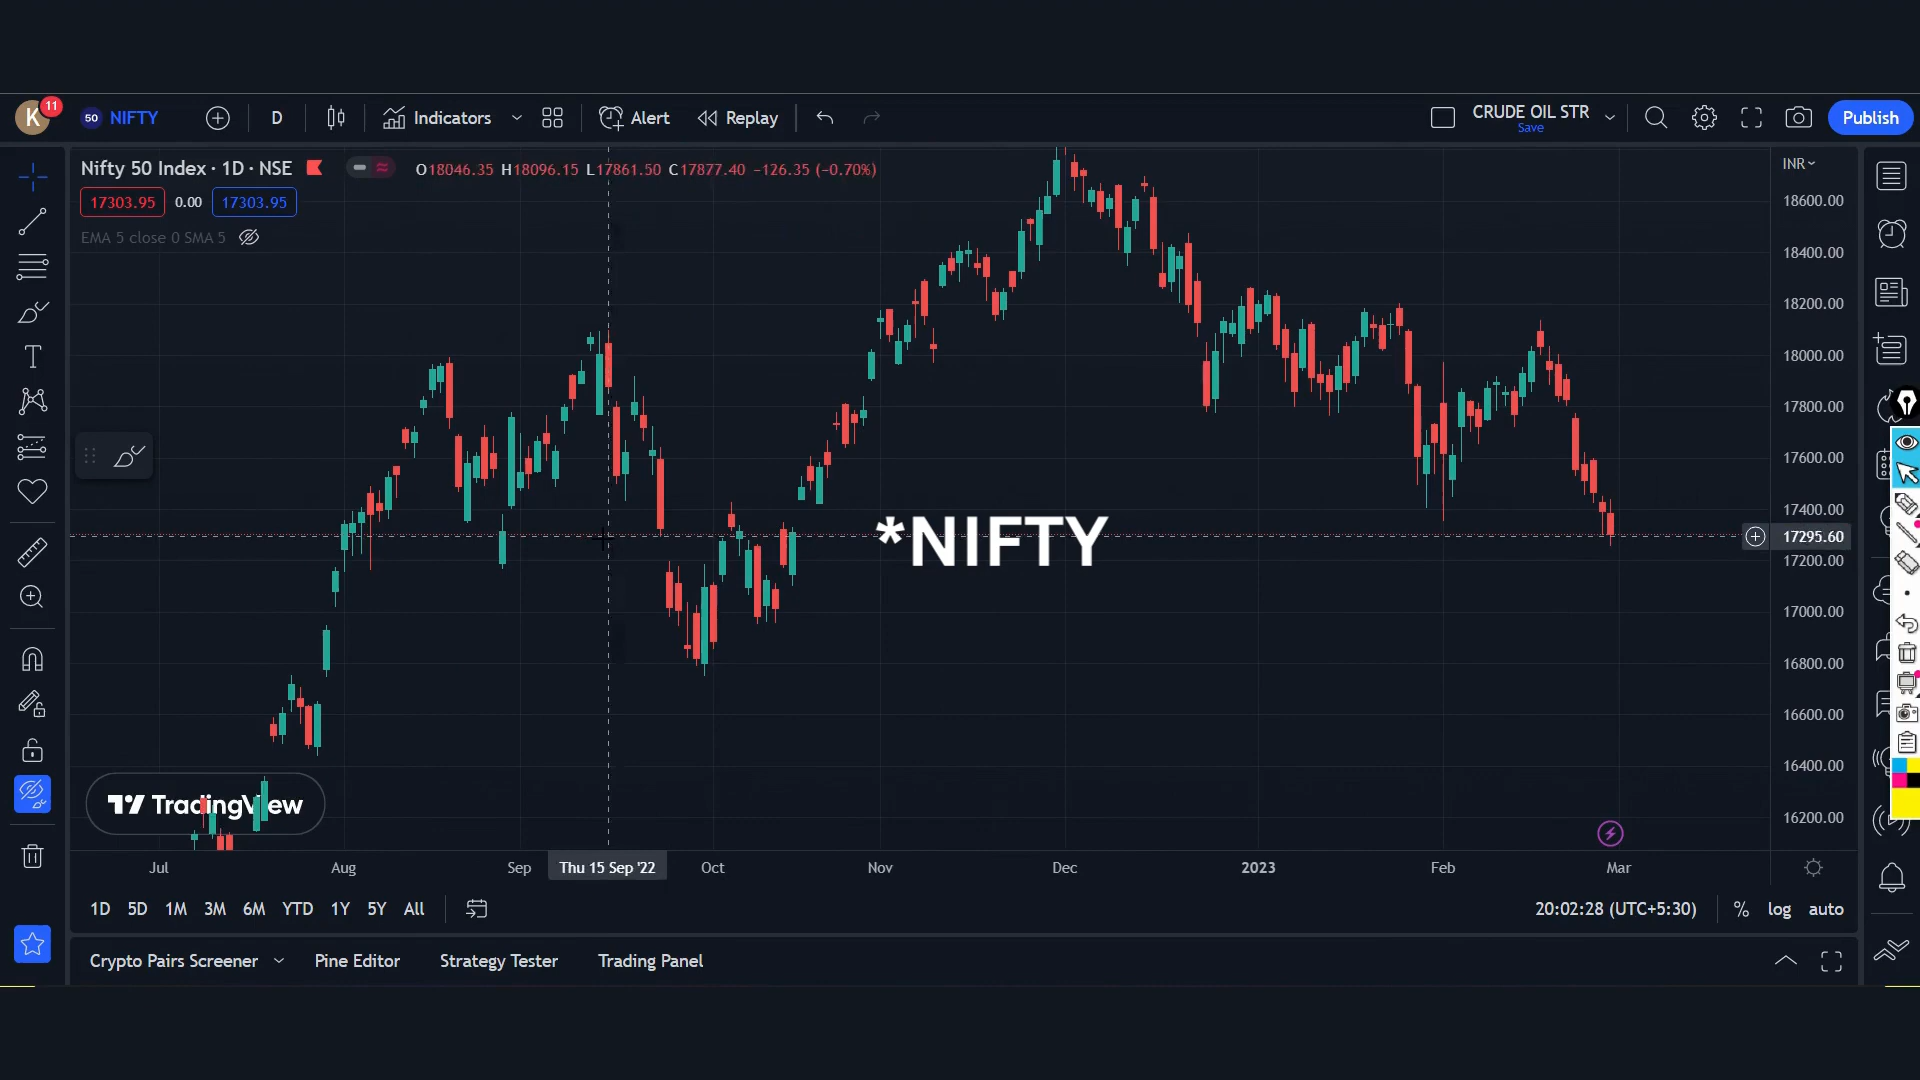 K 11 50 NIFTY D Indicators Alert Replay CRUDE OIL STR Save Publish
Nifty 50 Index · 1D · NSE O18046.35 H18096.15 L17861.50 C17877.40 −126.35 (−0.70%) INR
17303.95 0.00 17303.95
EMA 5 close 0 SMA 5
18600.00
18400.00
18200.00
18000.00
17800.00
17600.00
17400.00
*NIFTY
17295.60
17200.00
17000.00
16800.00
16600.00
16400.00
16200.00
TradingView
Jul Aug Sep Thu 15 Sep '22 Oct Nov Dec 2023 Feb Mar
1D 5D 1M 3M 6M YTD 1Y 5Y All 20:02:28 (UTC+5:30) % log auto
Crypto Pairs Screener Pine Editor Strategy Tester Trading Panel